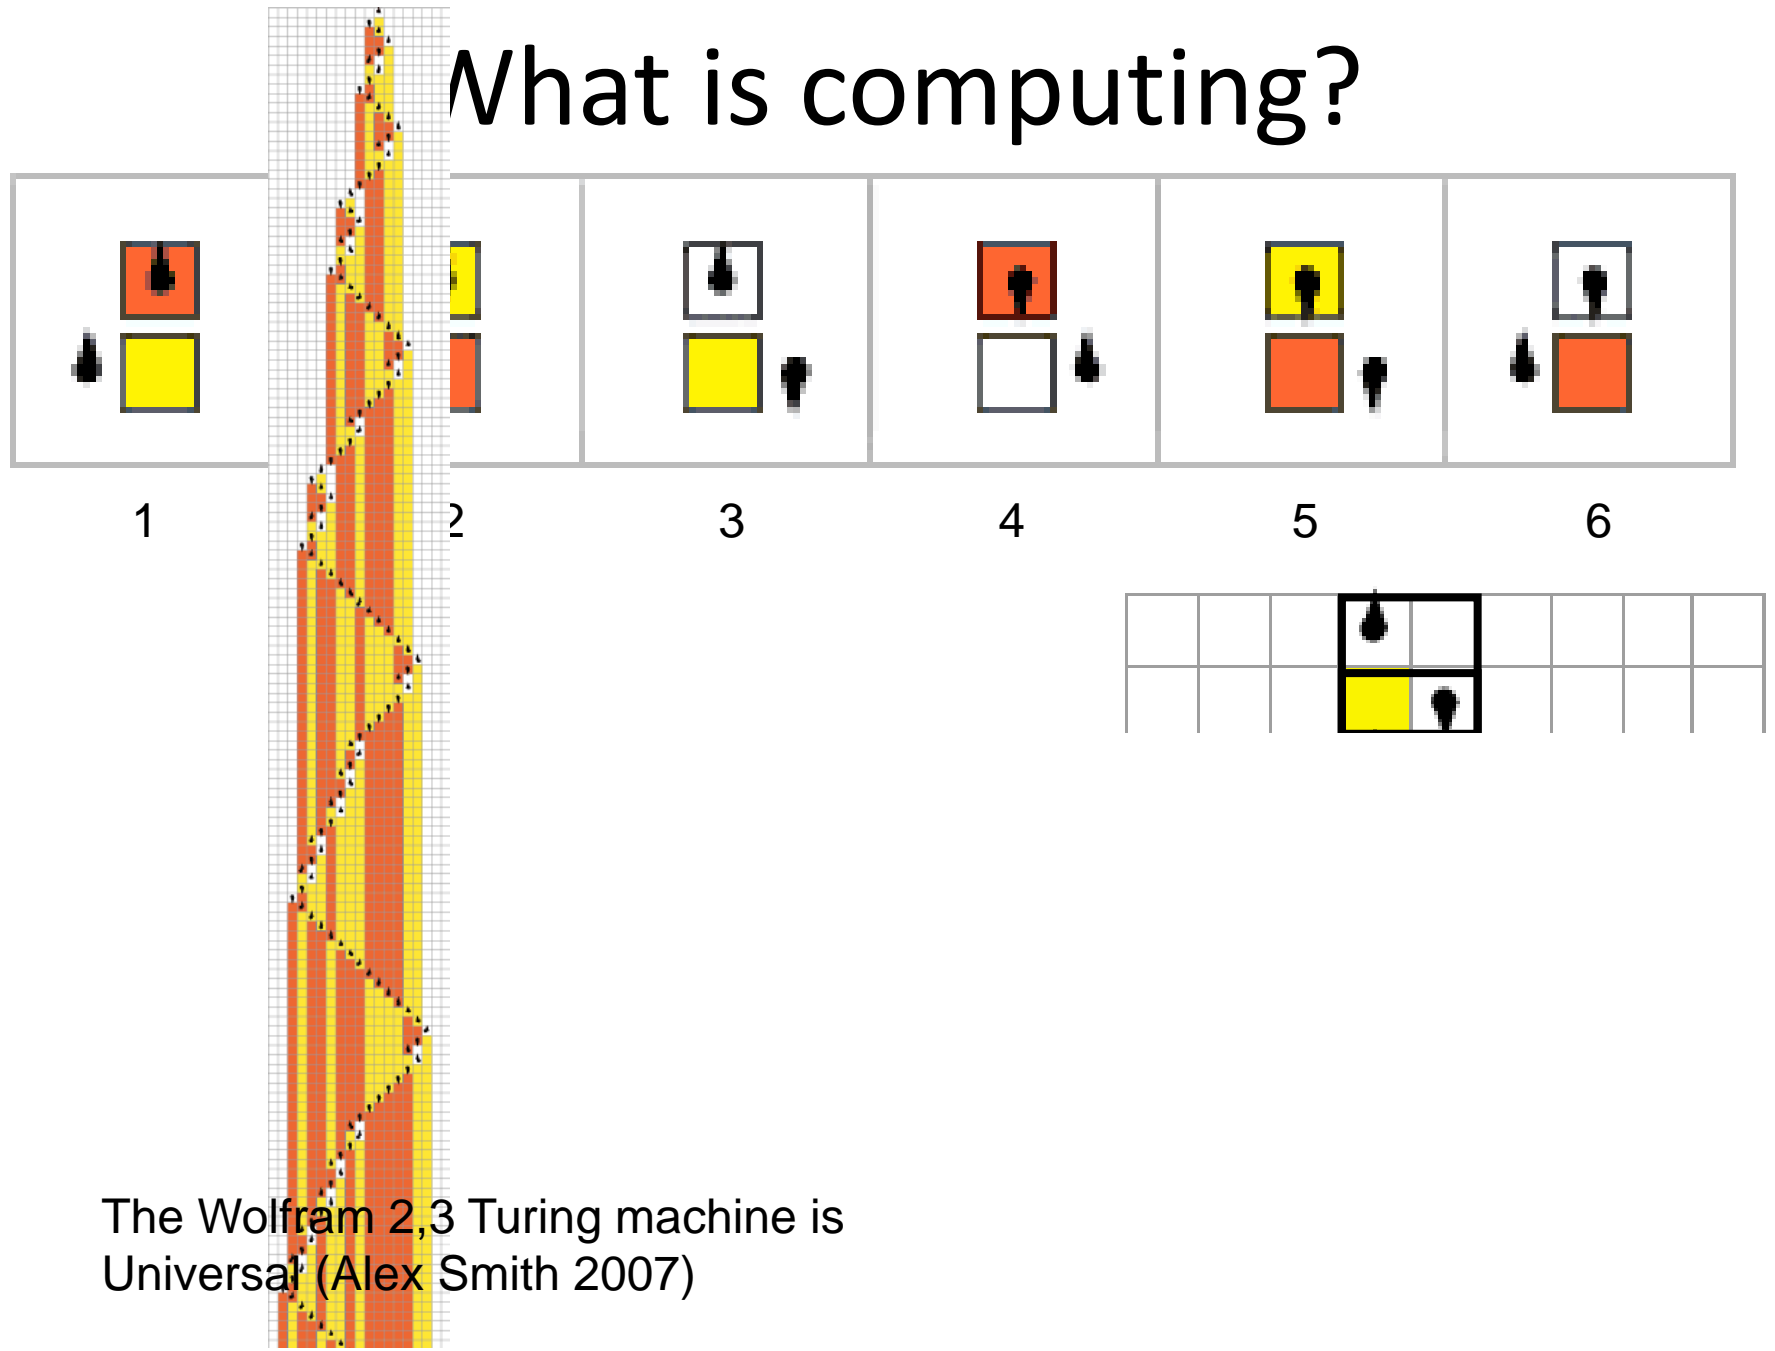 What is computing?
1 2 3 4 5 6
The Wolfram 2,3 Turing machine is
Universal (Alex Smith 2007)